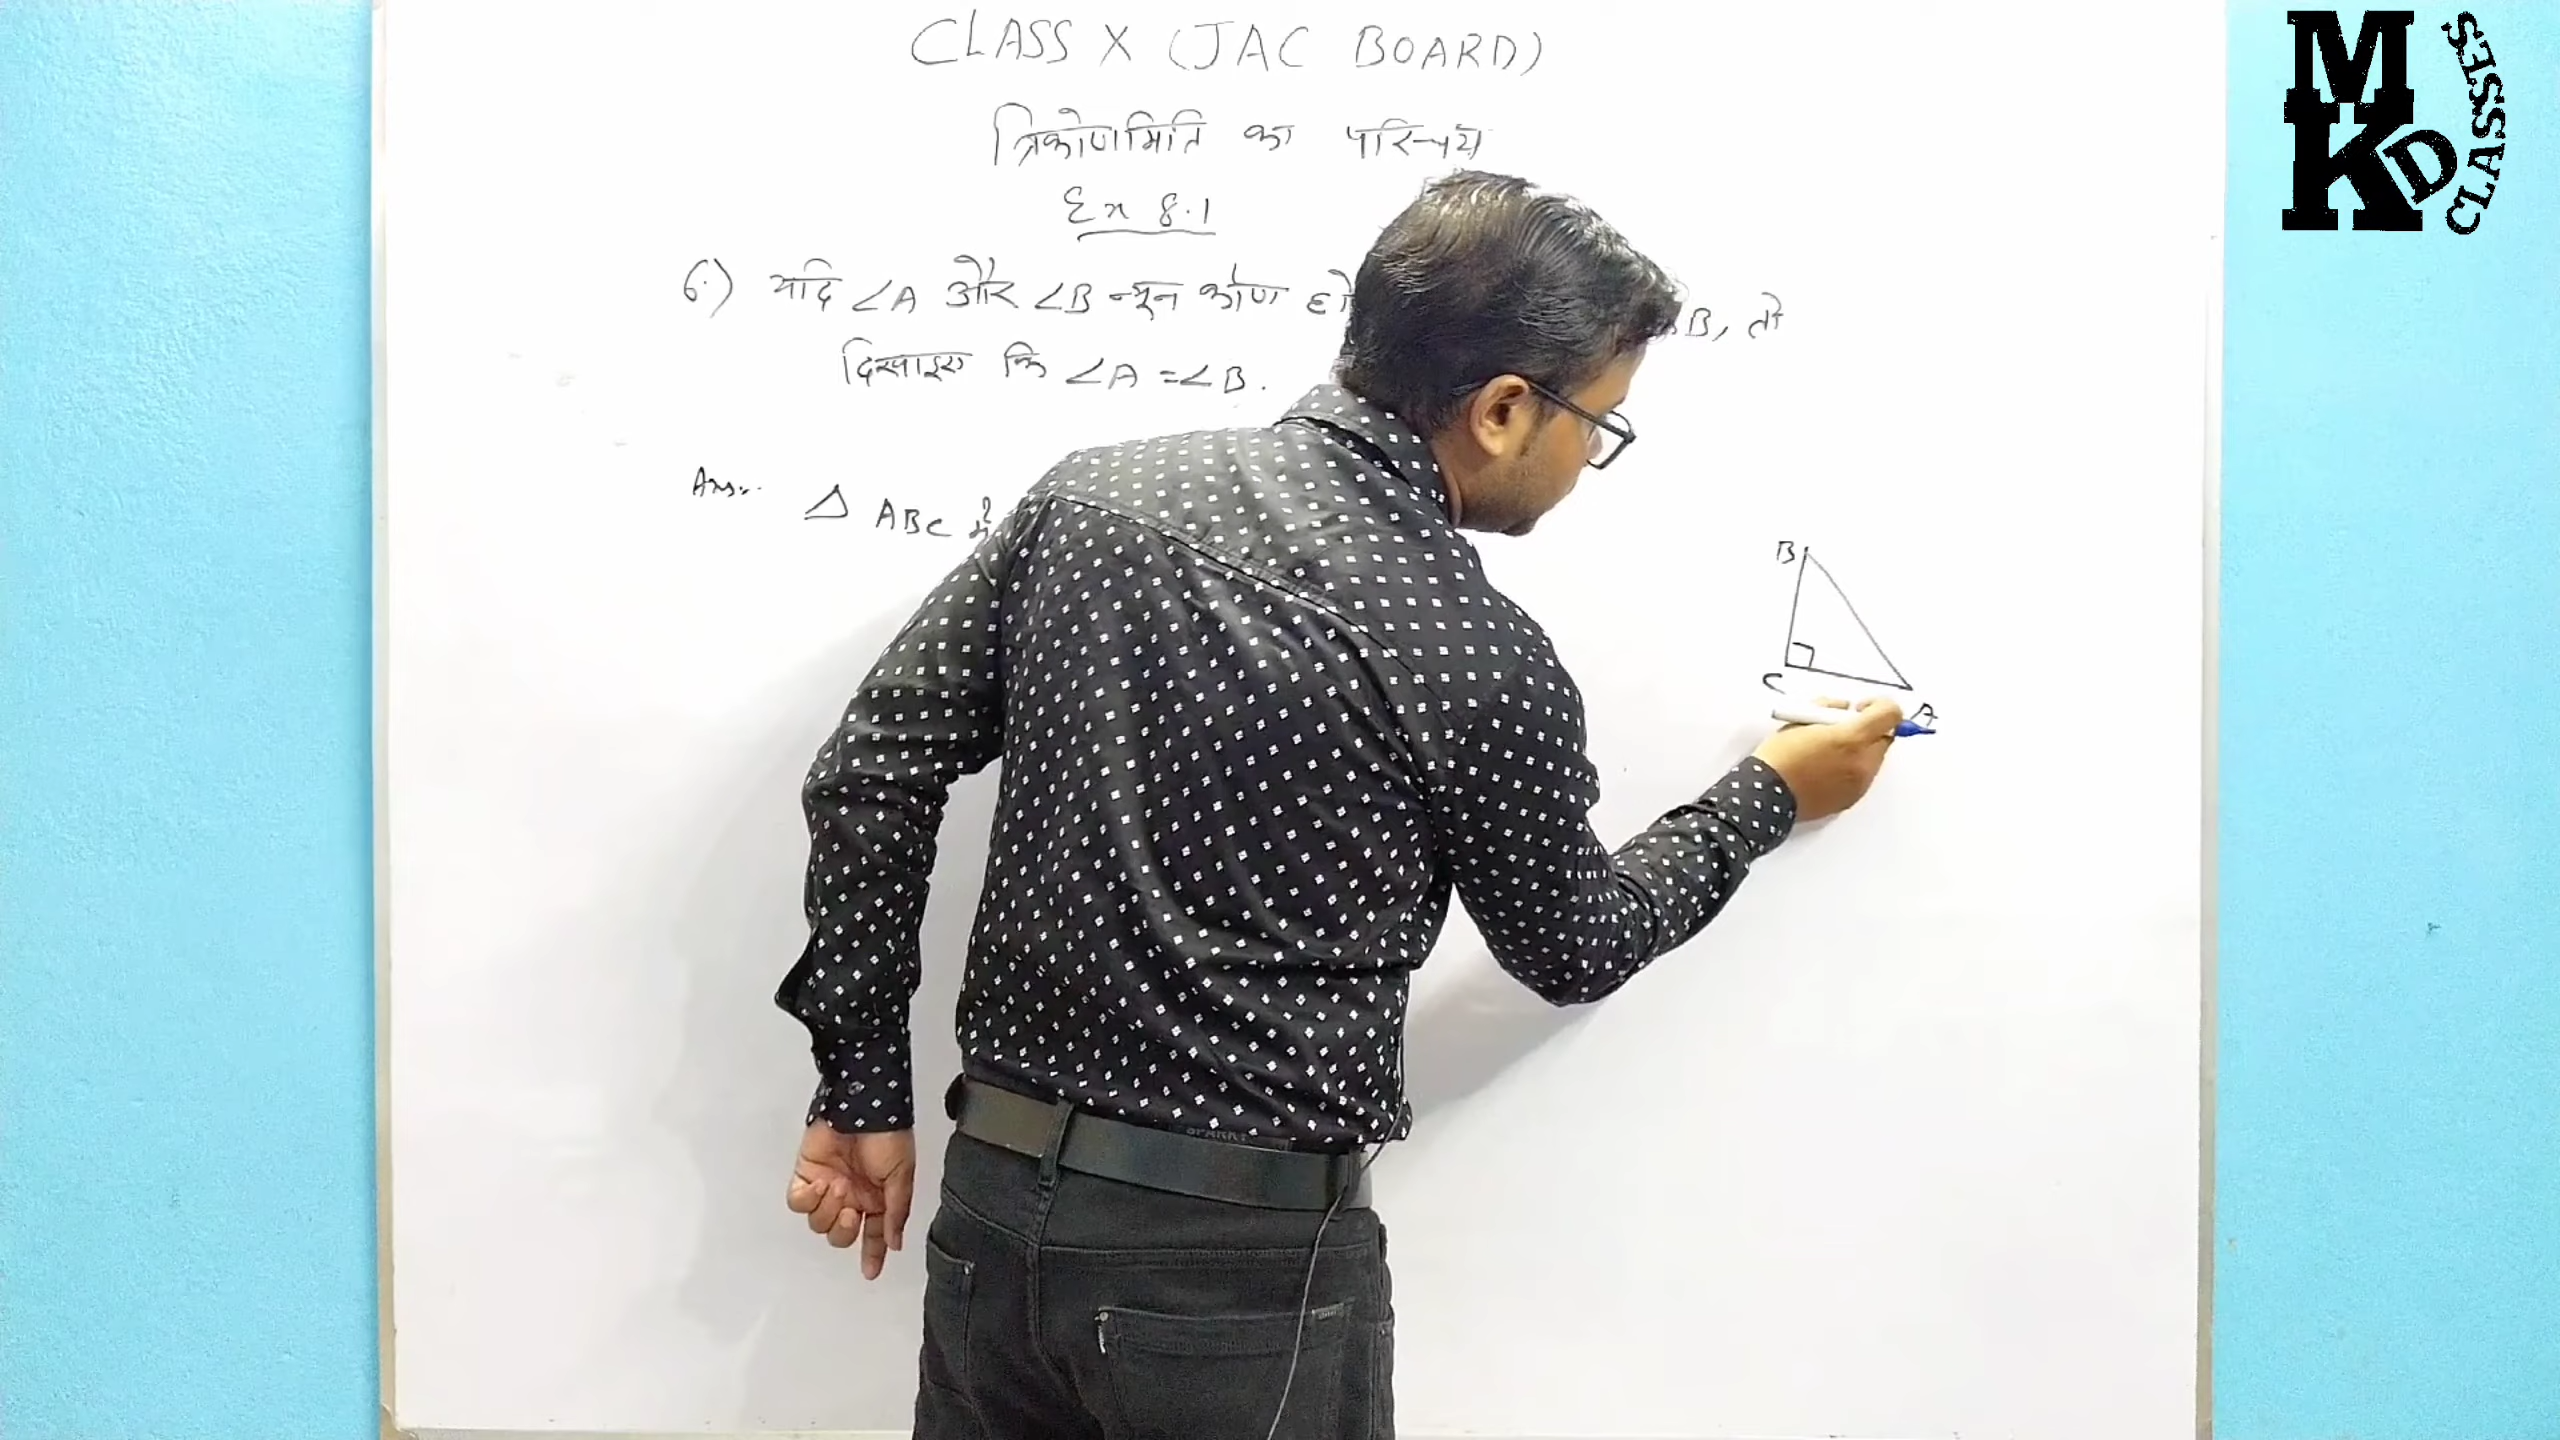 CLASS X (JAC BOARD)
त्रिकोणमिति का परिचय
Ex 8.1
6.) यदि ∠A और ∠B न्यून कोण हो B, तो
दिखाइए कि ∠A = ∠B.
Ans:-
△ ABC में
B
C
A
MKD CLASSES